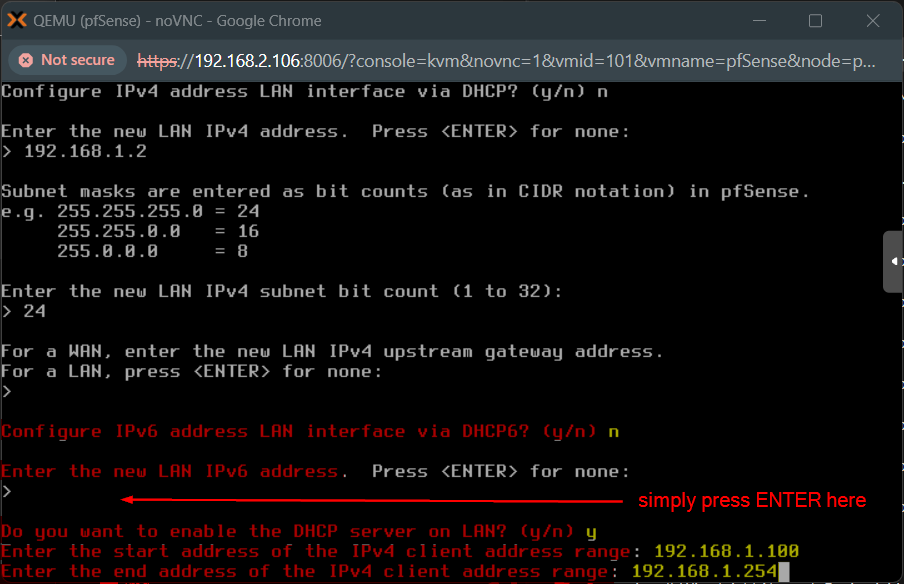 QEMU (pfSense) - noVNC - Google Chrome
Not secure https://192.168.2.106:8006/?console=kvm&novnc=1&vmid=101&vmname=pfSense&node=p...
Configure IPv4 address LAN interface via DHCP? (y/n) n
Enter the new LAN IPv4 address.  Press <ENTER> for none:
> 192.168.1.2
Subnet masks are entered as bit counts (as in CIDR notation) in pfSense.
e.g. 255.255.255.0 = 24
     255.255.0.0   = 16
     255.0.0.0     = 8
Enter the new LAN IPv4 subnet bit count (1 to 32):
> 24
For a WAN, enter the new LAN IPv4 upstream gateway address.
For a LAN, press <ENTER> for none:
>
Configure IPv6 address LAN interface via DHCP6? (y/n) n
Enter the new LAN IPv6 address.  Press <ENTER> for none:
>
simply press ENTER here
Do you want to enable the DHCP server on LAN? (y/n) y
Enter the start address of the IPv4 client address range: 192.168.1.100
Enter the end address of the IPv4 client address range: 192.168.1.254